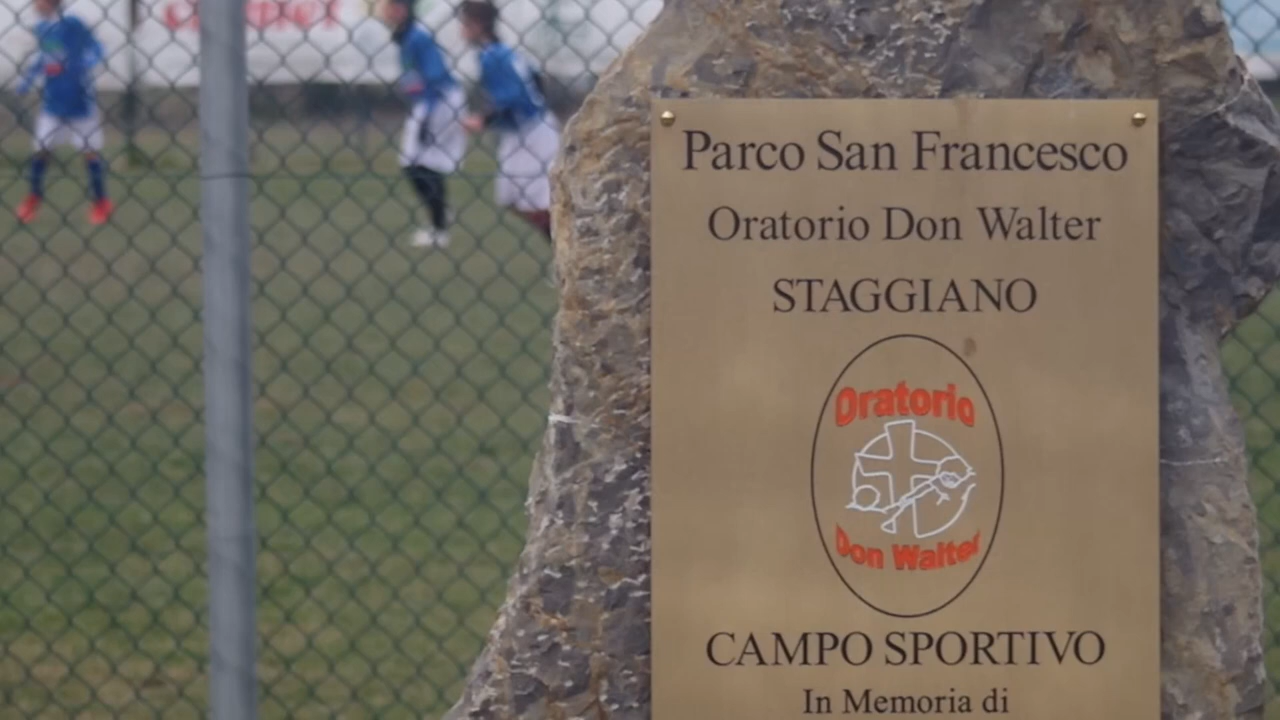 Parco San Francesco
Oratorio Don Walter
STAGGIANO
Oratorio
Don Walter
CAMPO SPORTIVO
In Memoria di